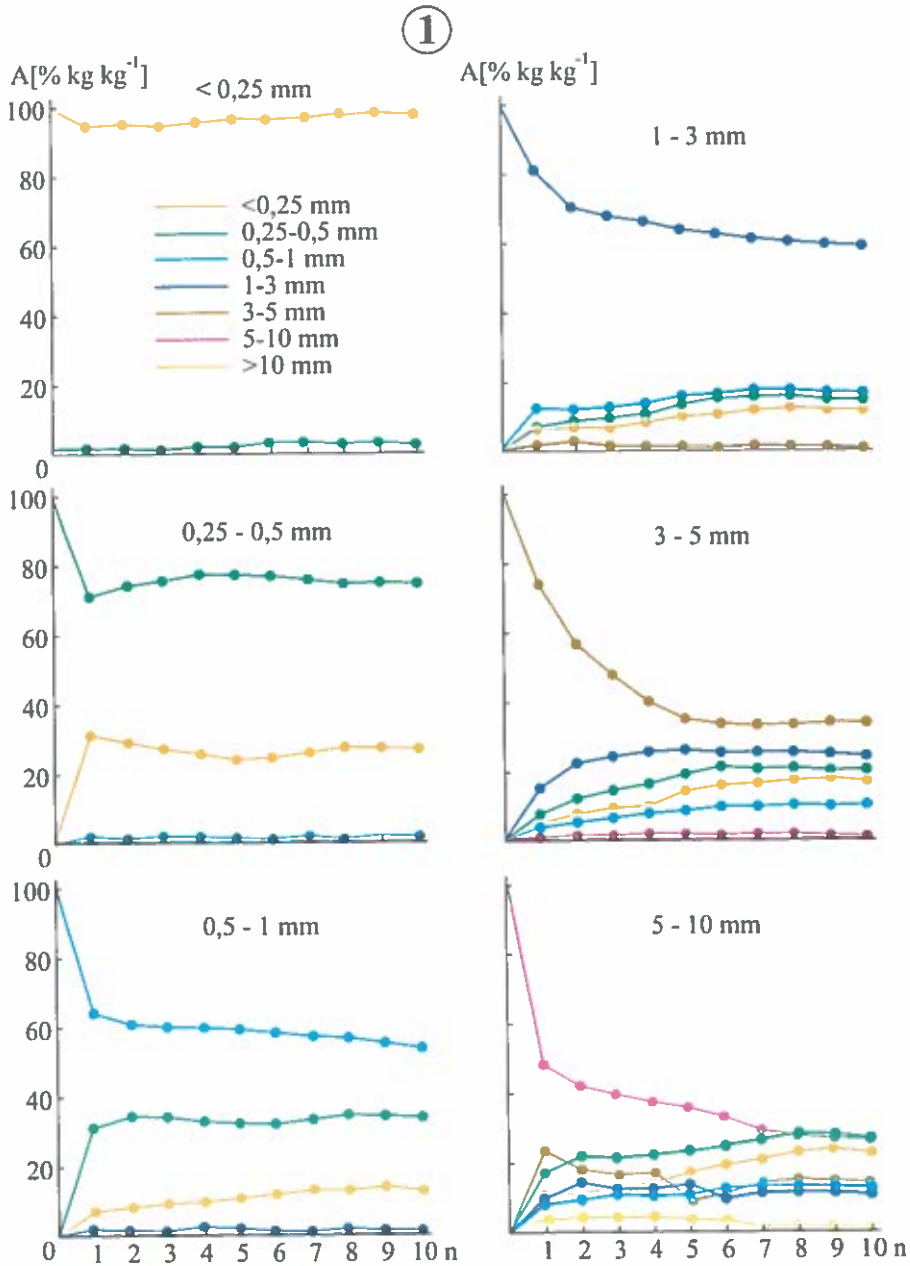 1
A[% kg kg⁻¹]
< 0,25 mm
100
80
60
40
20
0
<0,25 mm
0,25-0,5 mm
0,5-1 mm
1-3 mm
3-5 mm
5-10 mm
>10 mm
A[% kg kg⁻¹]
1 - 3 mm
0,25 - 0,5 mm
100
80
60
40
20
0
3 - 5 mm
0,5 - 1 mm
100
80
60
40
20
0
1 2 3 4 5 6 7 8 9 10 n
5 - 10 mm
1 2 3 4 5 6 7 8 9 10 n